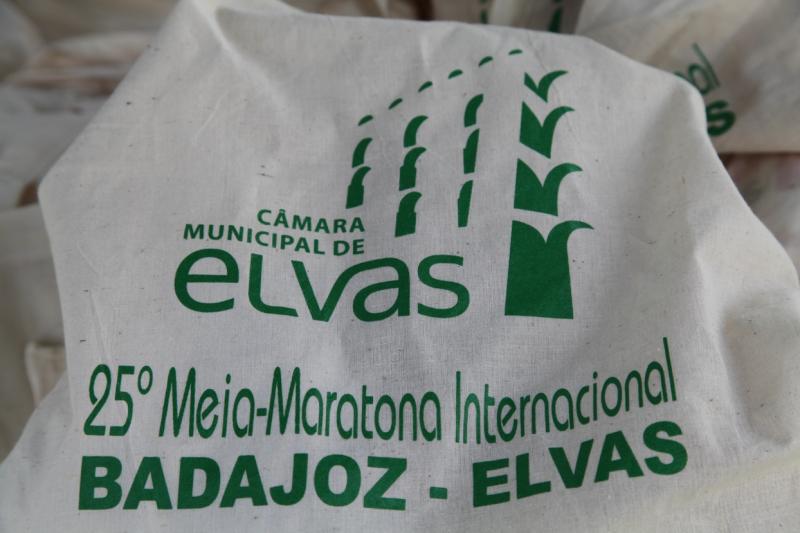 CÂMARA
MUNICIPAL DE
eLvas
25º Meia-Maratona Internacional
BADAJOZ - ELVAS